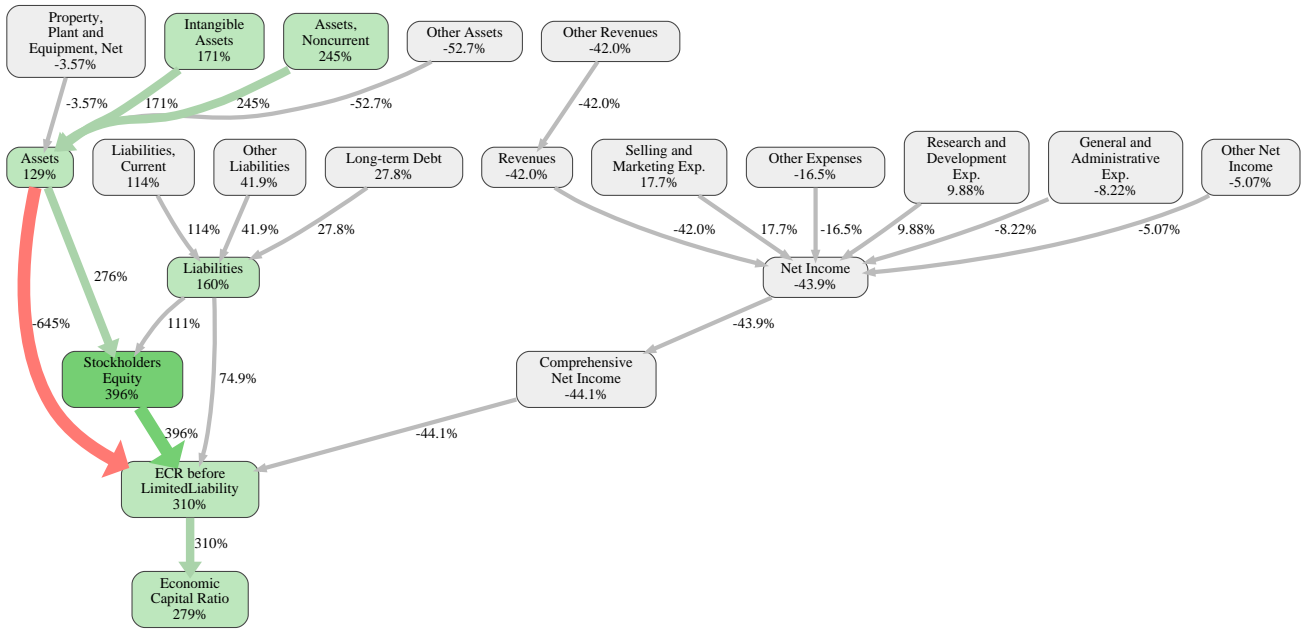 Property,
Plant and
Equipment, Net
-3.57%
Intangible
Assets
171%
Assets,
Noncurrent
245%
Other Assets
-52.7%
Other Revenues
-42.0%
-3.57%
171%
245%
-52.7%
-42.0%
Assets
129%
Liabilities,
Current
114%
Other
Liabilities
41.9%
Long-term Debt
27.8%
Revenues
-42.0%
Selling and
Marketing Exp.
17.7%
Other Expenses
-16.5%
Research and
Development
Exp.
9.88%
General and
Administrative
Exp.
-8.22%
Other Net
Income
-5.07%
114%
41.9%
27.8%
-42.0%
17.7%
-16.5%
9.88%
-8.22%
-5.07%
Liabilities
160%
Net Income
-43.9%
276%
-645%
111%
74.9%
-43.9%
Stockholders
Equity
396%
Comprehensive
Net Income
-44.1%
396%
-44.1%
ECR before
LimitedLiability
310%
310%
Economic
Capital Ratio
279%